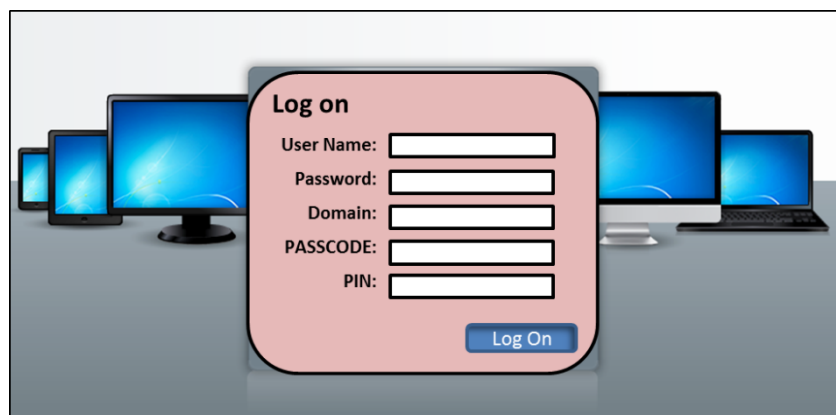 Log on
User Name:
Password:
Domain:
PASSCODE:
PIN:
Log On